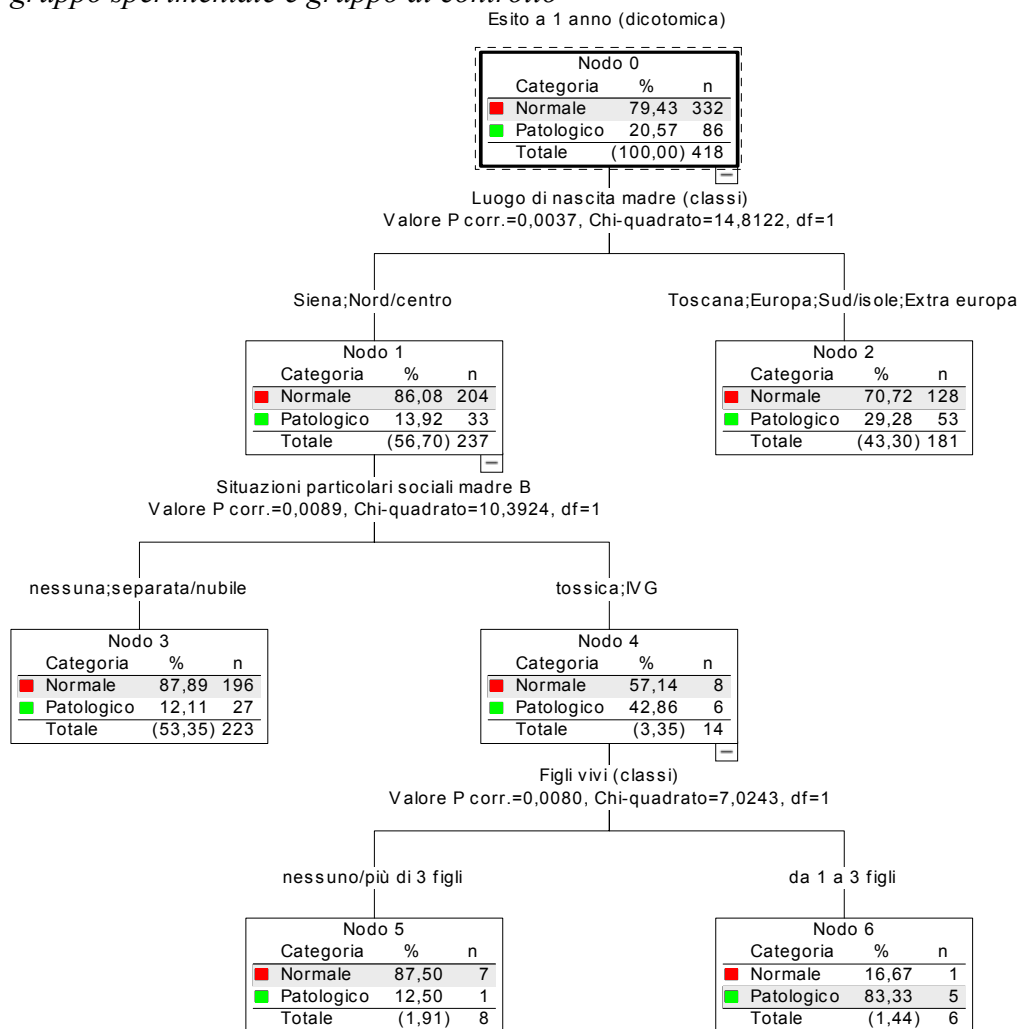 gruppo sperimentale e gruppo di controllo
Esito a 1 anno (dicotomica)
Nodo 0
Categoria % n
Normale 79,43 332
Patologico 20,57 86
Totale (100,00) 418
Luogo di nascita madre (classi)
Valore P corr.=0,0037, Chi-quadrato=14,8122, df=1
Siena;Nord/centro
Toscana;Europa;Sud/isole;Extra europa
Nodo 1
Categoria % n
Normale 86,08 204
Patologico 13,92 33
Totale (56,70) 237
Nodo 2
Categoria % n
Normale 70,72 128
Patologico 29,28 53
Totale (43,30) 181
Situazioni particolari sociali madre B
Valore P corr.=0,0089, Chi-quadrato=10,3924, df=1
nessuna;separata/nubile
tossica;IVG
Nodo 3
Categoria % n
Normale 87,89 196
Patologico 12,11 27
Totale (53,35) 223
Nodo 4
Categoria % n
Normale 57,14 8
Patologico 42,86 6
Totale (3,35) 14
Figli vivi (classi)
Valore P corr.=0,0080, Chi-quadrato=7,0243, df=1
nessuno/più di 3 figli
da 1 a 3 figli
Nodo 5
Categoria % n
Normale 87,50 7
Patologico 12,50 1
Totale (1,91) 8
Nodo 6
Categoria % n
Normale 16,67 1
Patologico 83,33 5
Totale (1,44) 6